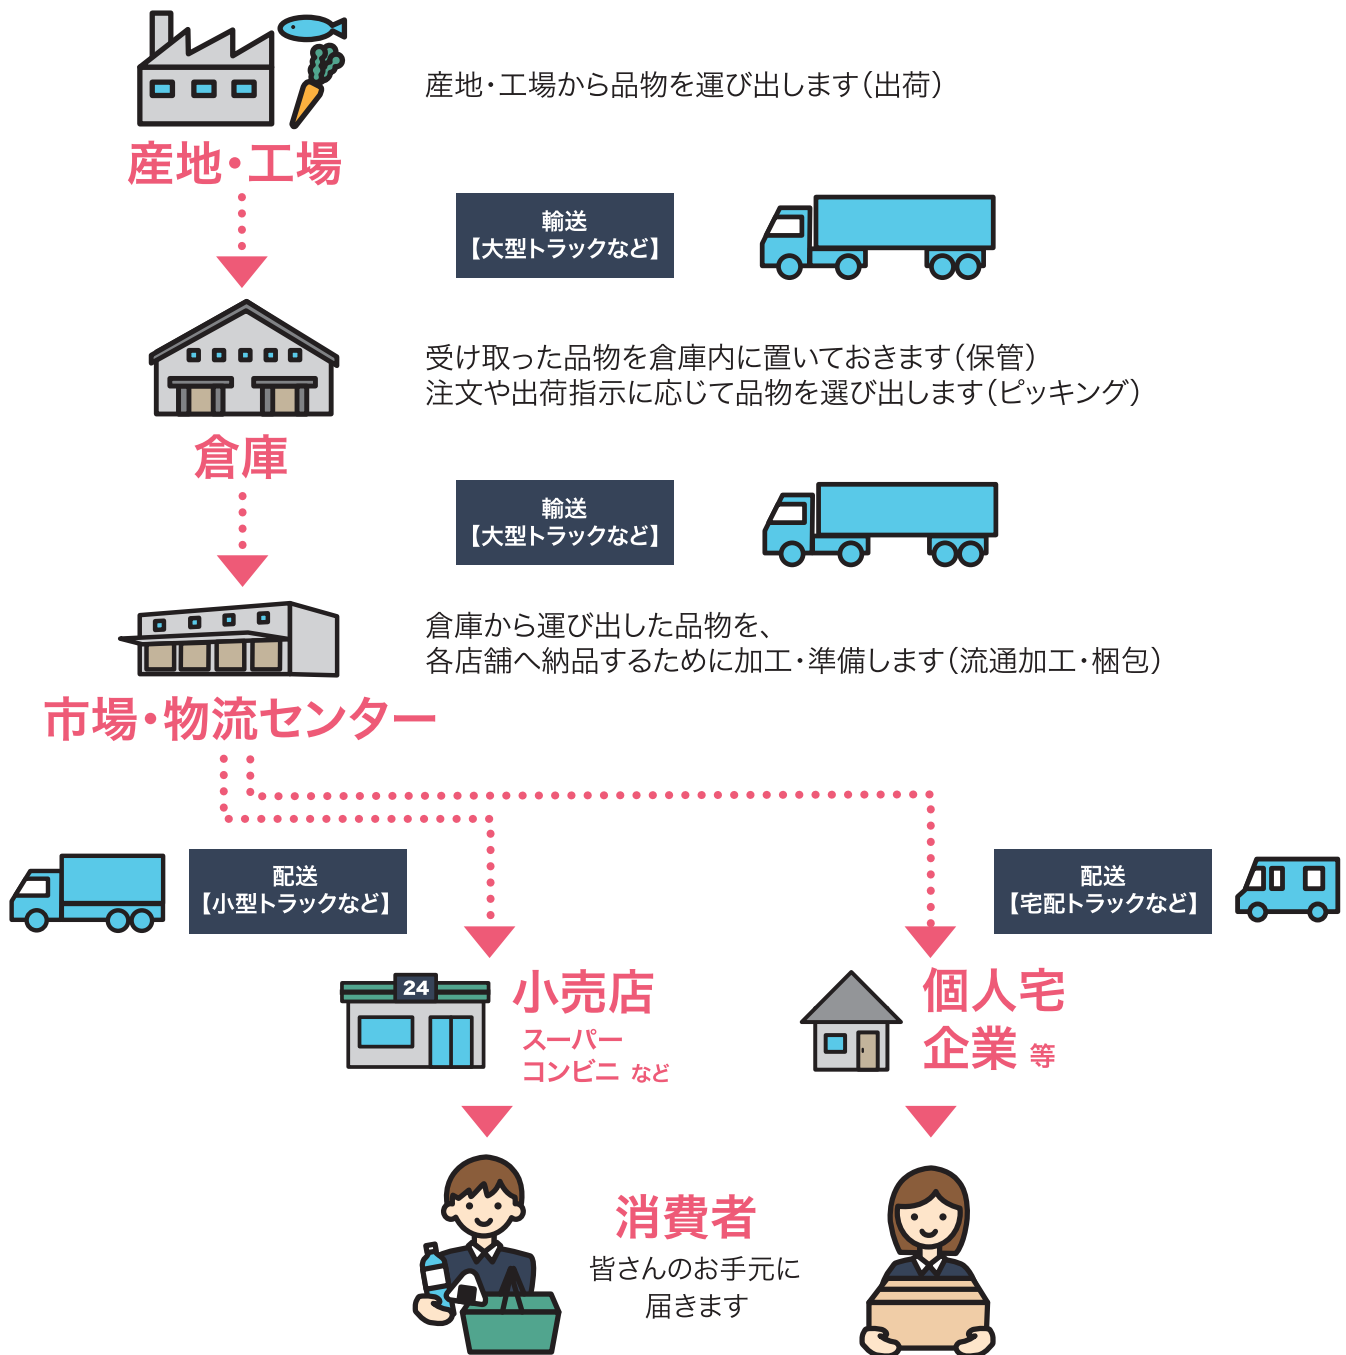 産地・工場から品物を運び出します(出荷)
産地・工場
輸送
【大型トラックなど】
受け取った品物を倉庫内に置いておきます(保管)
注文や出荷指示に応じて品物を選び出します(ピッキング)
倉庫
輸送
【大型トラックなど】
倉庫から運び出した品物を、
各店舗へ納品するために加工・準備します(流通加工・梱包)
市場・物流センター
配送
【小型トラックなど】
配送
【宅配トラックなど】
24
小売店
スーパー
コンビニ など
個人宅
企業 等
消費者
皆さんのお手元に
届きます